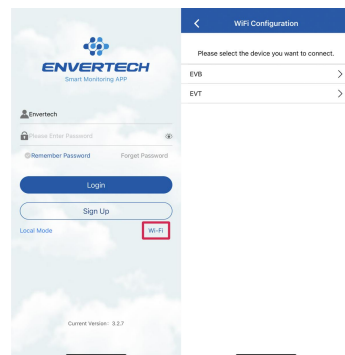 ENVERTECH
Smart Monitoring APP
Envertech
Please Enter Password
Remember Password
Forget Password
Login
Sign Up
Local Mode
Wi-Fi
Current Version: 3.2.7
WiFi Configuration
Please select the device you want to connect.
EVB
EVT